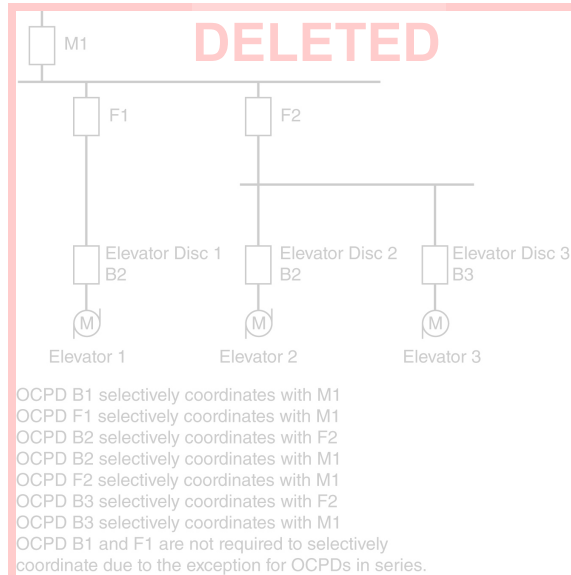 DELETED
M1
F1
F2
Elevator Disc 1
B2
Elevator Disc 2
B2
Elevator Disc 3
B3
M
M
M
Elevator 1
Elevator 2
Elevator 3
OCPD B1 selectively coordinates with M1
OCPD F1 selectively coordinates with M1
OCPD B2 selectively coordinates with F2
OCPD B2 selectively coordinates with M1
OCPD F2 selectively coordinates with M1
OCPD B3 selectively coordinates with F2
OCPD B3 selectively coordinates with M1
OCPD B1 and F1 are not required to selectively
coordinate due to the exception for OCPDs in series.